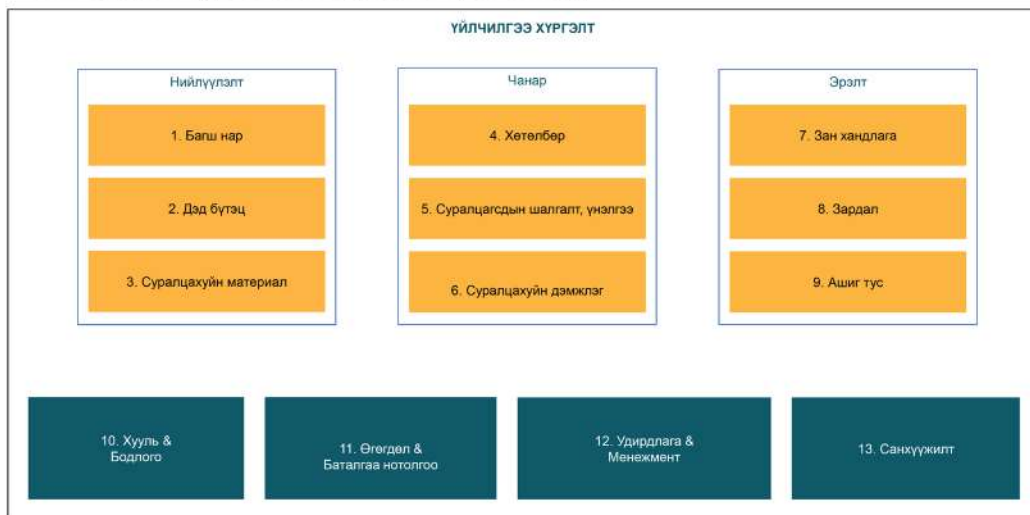 ҮЙЛЧИЛГЭЭ ХҮРГЭЛТ
Нийлүүлэлт
1. Багш нар
2. Дэд бүтэц
3. Суралцахуйн материал
Чанар
4. Хөтөлбөр
5. Суралцагсдын шалгалт, үнэлгээ
6. Суралцахуйн дэмжлэг
Эрэлт
7. Зан хандлага
8. Зардал
9. Ашиг тус
10. Хууль &
Бодлого
11. Өгөгдөл &
Баталгаа нотолгоо
12. Удирдлага &
Менежмент
13. Санхүүжилт